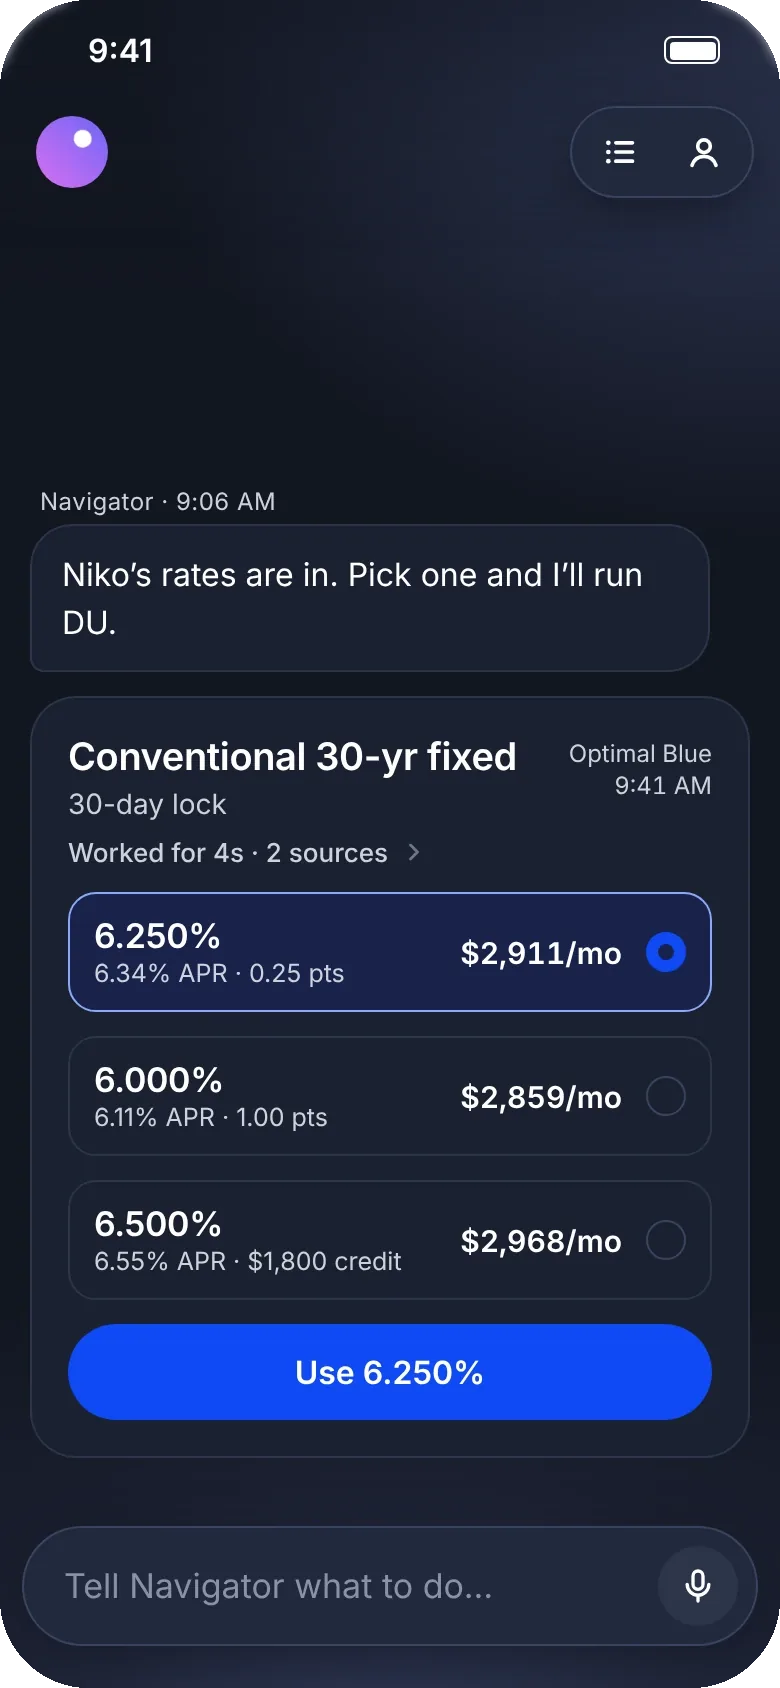 9:41
Navigator · 9:06 AM
Niko’s rates are in. Pick one and I’ll run
DU.
Conventional 30-yr fixed
Optimal Blue
9:41 AM
30-day lock
Worked for 4s · 2 sources
6.250%
6.34% APR · 0.25 pts
$2,911/mo
6.000%
6.11% APR · 1.00 pts
$2,859/mo
6.500%
6.55% APR · $1,800 credit
$2,968/mo
Use 6.250%
Tell Navigator what to do...